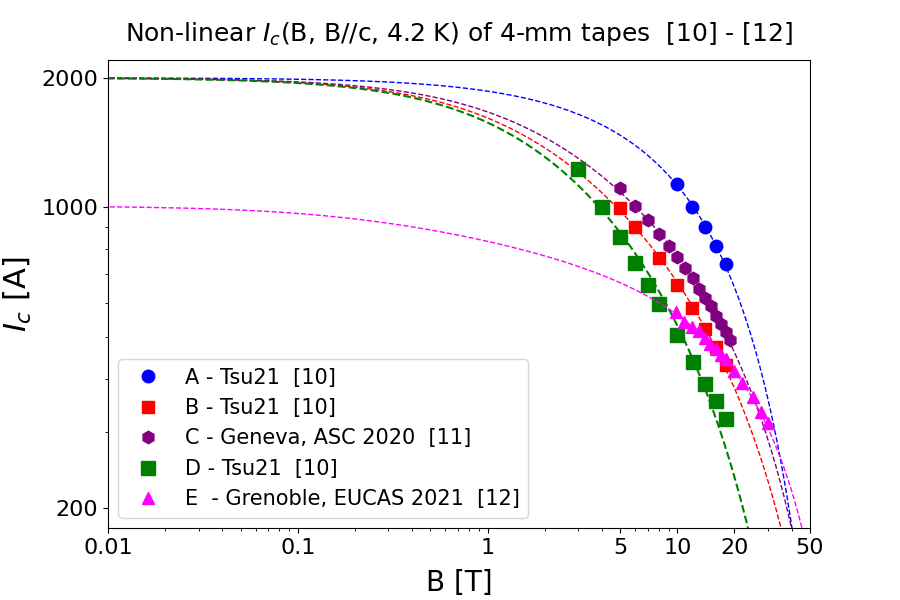 Non-linear I_c(B, B//c, 4.2 K) of 4-mm tapes [10] - [12]
I_c [A]
2000
1000
200
A - Tsu21 [10]
B - Tsu21 [10]
C - Geneva, ASC 2020 [11]
D - Tsu21 [10]
E - Grenoble, EUCAS 2021 [12]
0.01 0.1 1 5 10 20 50
B [T]